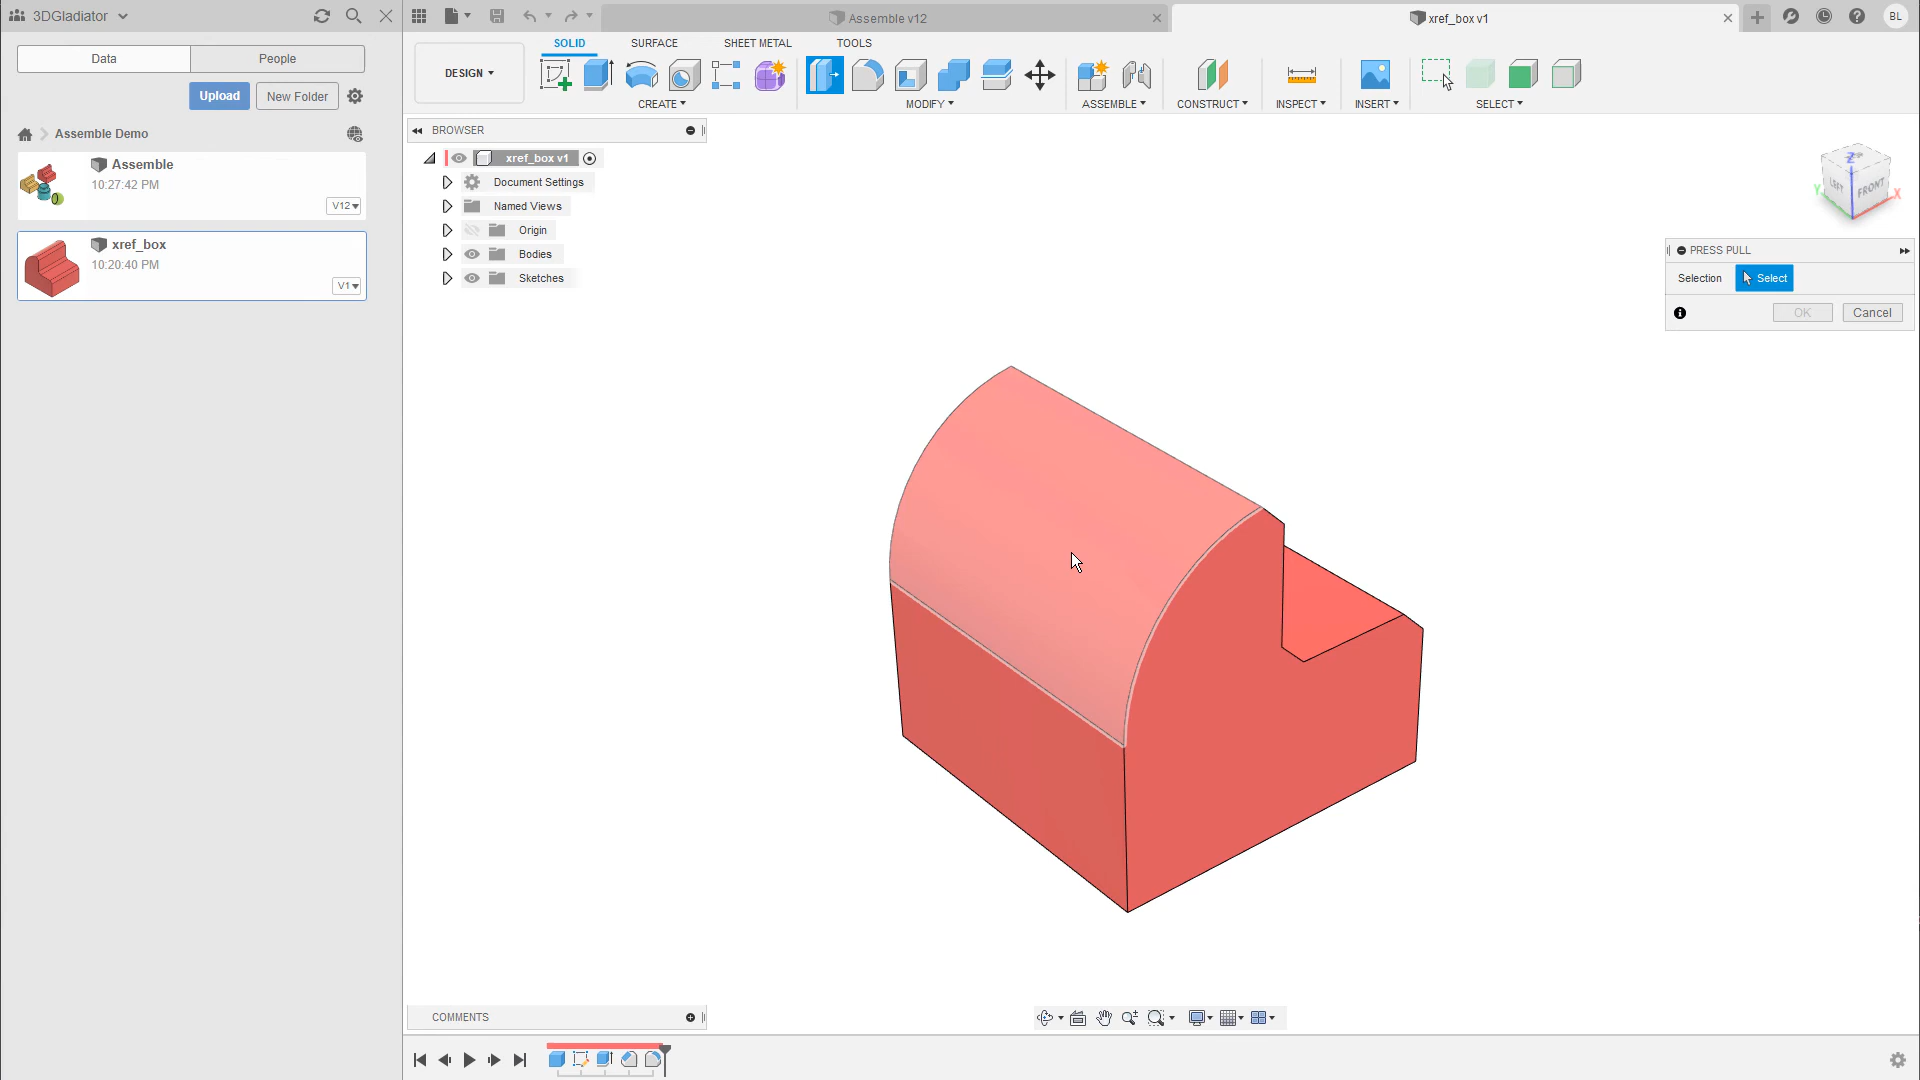 3DGladiator
Assemble v12
xref_box v1
BL
Data
People
SOLID
SURFACE
SHEET METAL
TOOLS
DESIGN
Upload
New Folder
CREATE
MODIFY
ASSEMBLE
CONSTRUCT
INSPECT
INSERT
SELECT
Assemble Demo
BROWSER
Assemble
10:27:42 PM
V12
xref_box
10:20:40 PM
V1
xref_box v1
Document Settings
Named Views
Origin
Bodies
Sketches
Z
LEFT
FRONT
Y
X
PRESS PULL
Selection
Select
OK
Cancel
COMMENTS